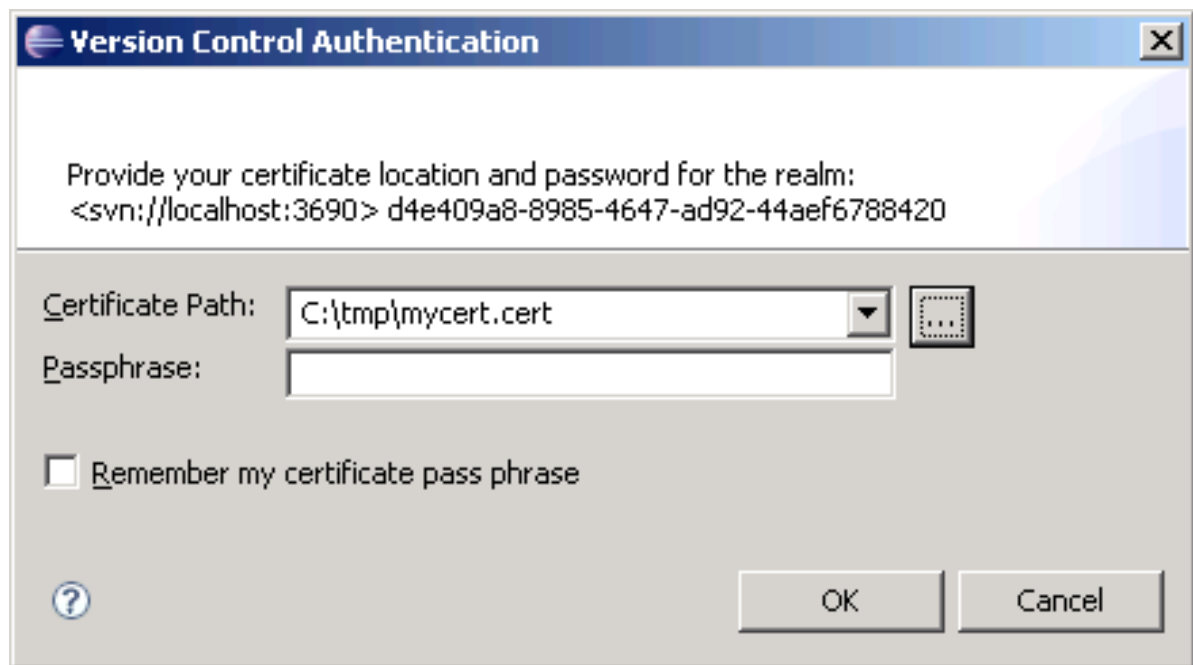 Version Control Authentication
Provide your certificate location and password for the realm:
<svn://localhost:3690> d4e409a8-8985-4647-ad92-44aef6788420
Certificate Path: C:\tmp\mycert.cert ...
Passphrase:
Remember my certificate pass phrase
? OK Cancel